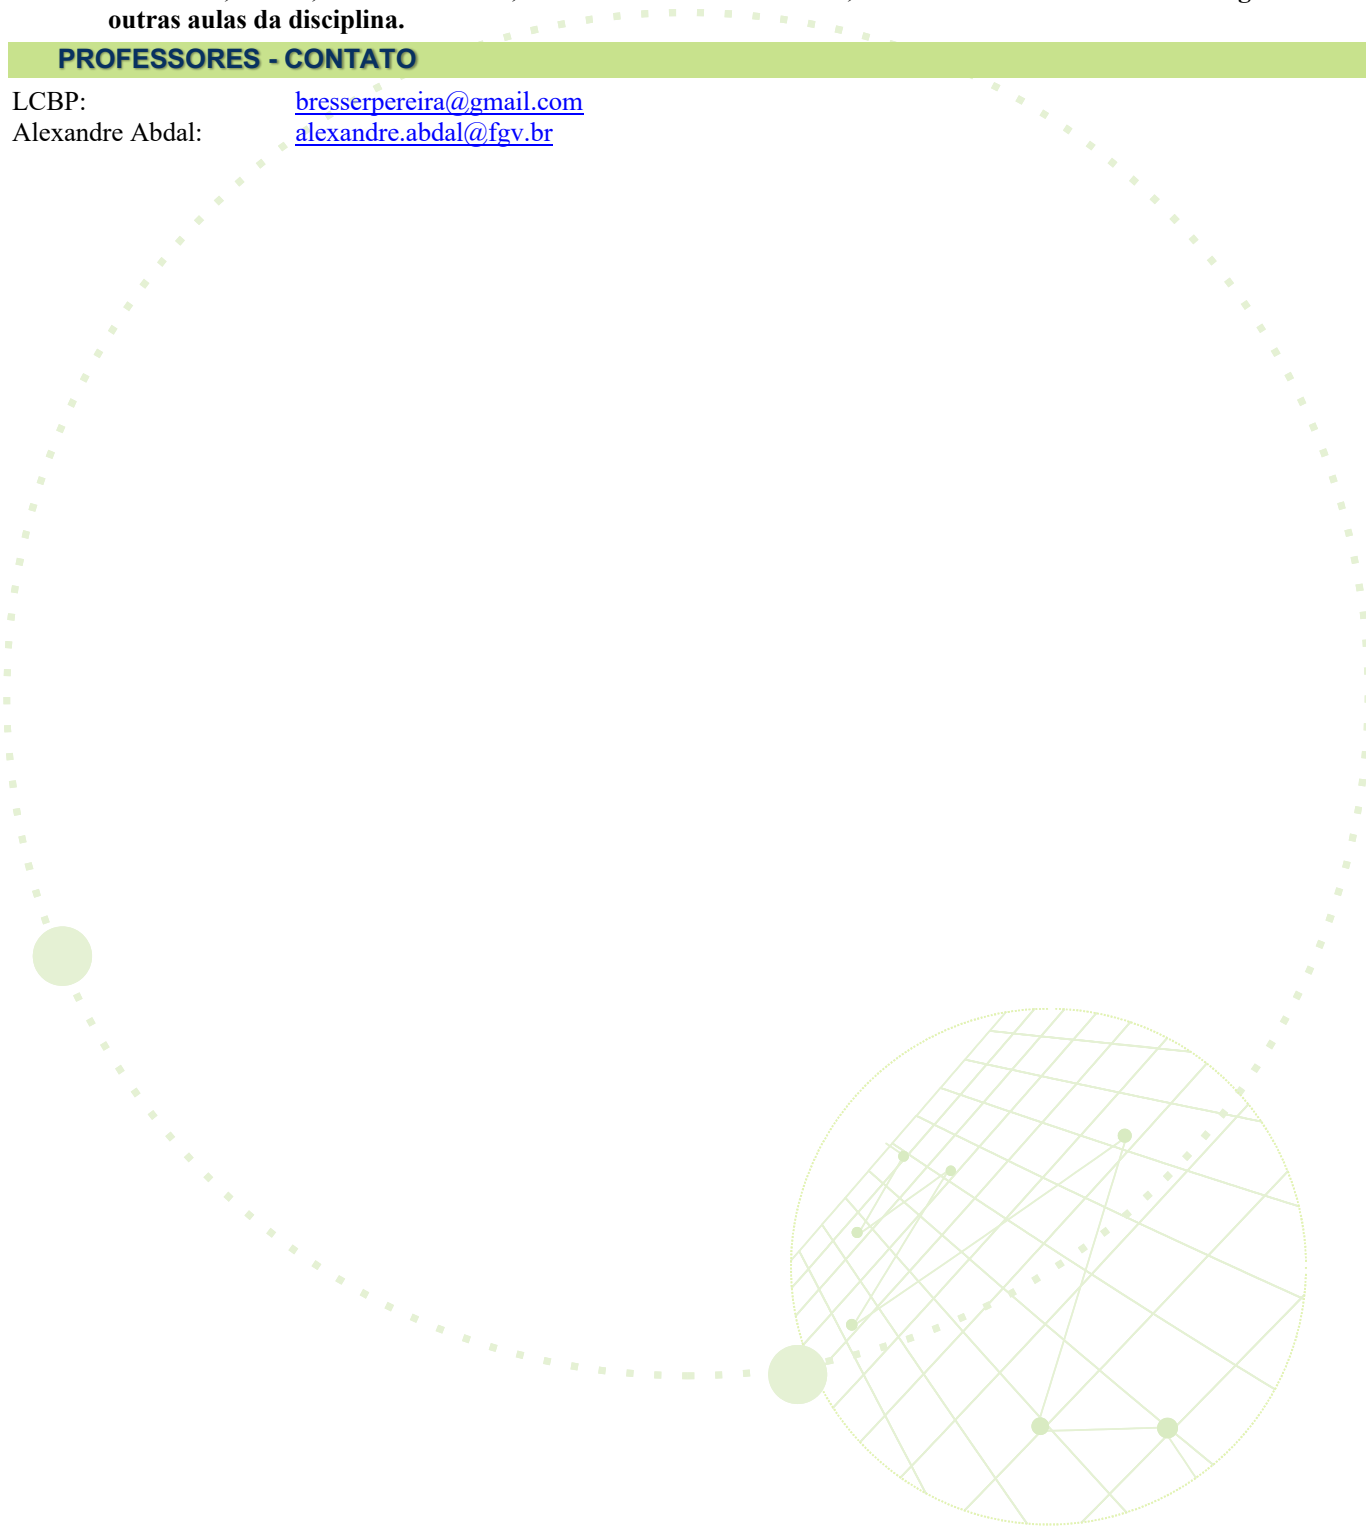 outras aulas da disciplina.
PROFESSORES - CONTATO
LCBP: bresserpereira@gmail.com
Alexandre Abdal: alexandre.abdal@fgv.br